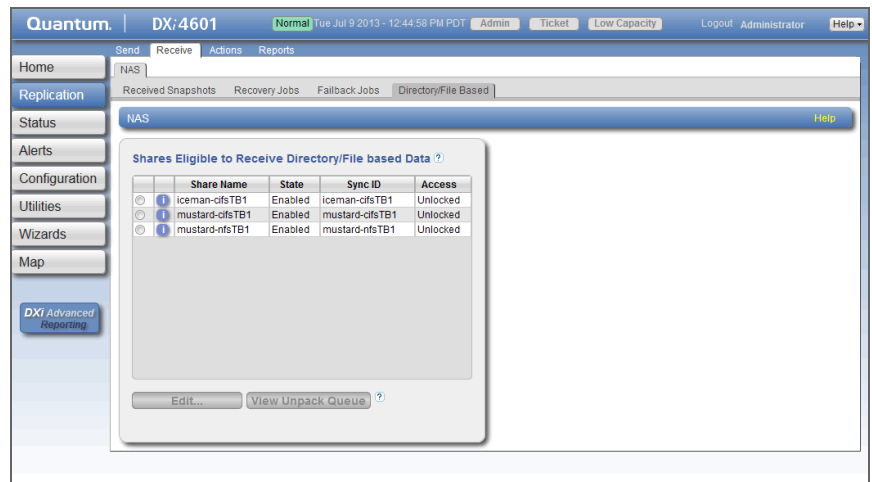 Quantum. DXi4601 Normal Tue Jul 9 2013 - 12:44:58 PM PDT Admin Ticket Low Capacity Logout Administrator Help
Send Receive Actions Reports
Home
Replication
Status
Alerts
Configuration
Utilities
Wizards
Map
DXi Advanced
Reporting
NAS
Received Snapshots Recovery Jobs Failback Jobs Directory/File Based
NAS Help
Shares Eligible to Receive Directory/File based Data ?
Share Name State Sync ID Access
i iceman-cifsTB1 Enabled iceman-cifsTB1 Unlocked
i mustard-cifsTB1 Enabled mustard-cifsTB1 Unlocked
i mustard-nfsTB1 Enabled mustard-nfsTB1 Unlocked
Edit... View Unpack Queue ?